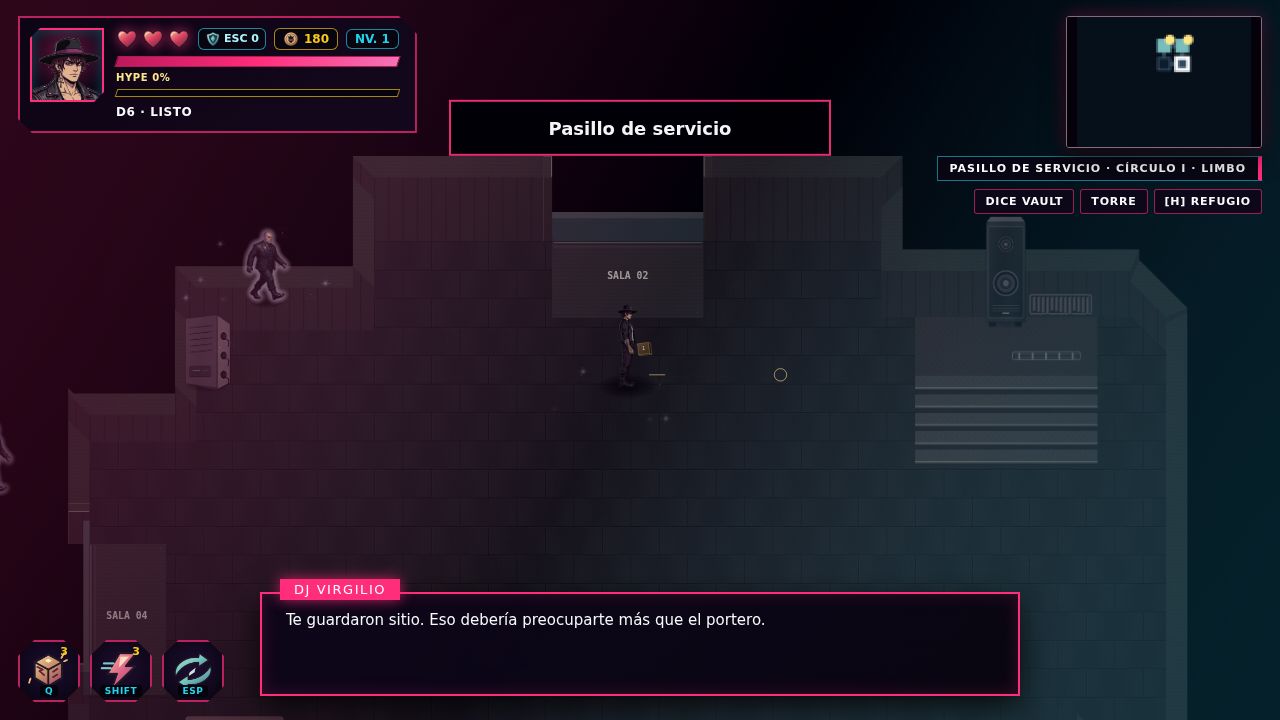 ESC 0
180
NV. 1
HYPE 0%
D6 · LISTO
Pasillo de servicio
PASILLO DE SERVICIO · CÍRCULO I · LIMBO
DICE VAULT
TORRE
[H] REFUGIO
SALA 02
1
SALA 04
DJ VIRGILIO
Te guardaron sitio. Eso debería preocuparte más que el portero.
3
Q
3
SHIFT
ESP